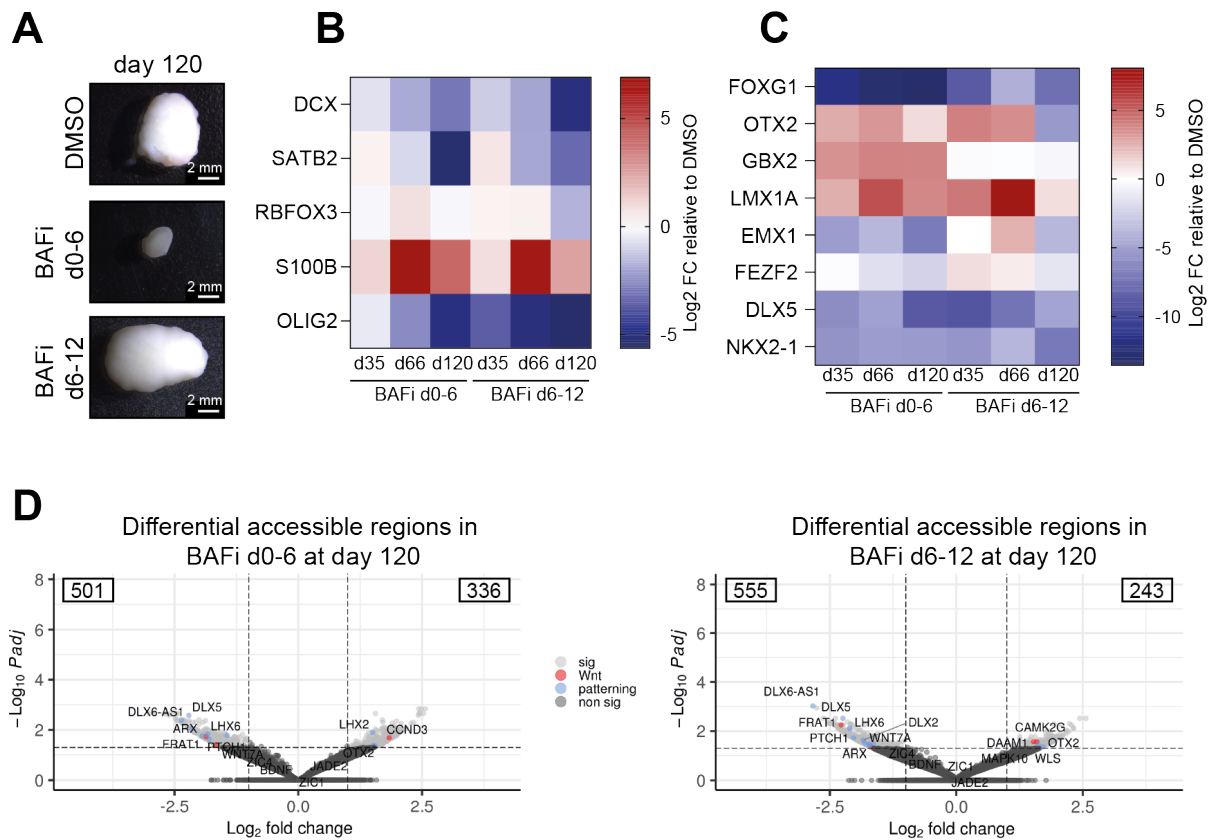 A
day 120
DMSO
2 mm
BAFi
d0-6
2 mm
BAFi
d6-12
2 mm
B
DCX
SATB2
RBFOX3
S100B
OLIG2
d35 d66 d120 d35 d66 d120
BAFi d0-6 BAFi d6-12
5
0
-5
Log2 FC relative to DMSO
C
FOXG1
OTX2
GBX2
LMX1A
EMX1
FEZF2
DLX5
NKX2-1
d35 d66 d120 d35 d66 d120
BAFi d0-6 BAFi d6-12
5
0
-5
-10
Log2 FC relative to DMSO
D
Differential accessible regions in
BAFi d0-6 at day 120
501
336
8
6
4
2
0
−Log10 Padj
DLX6-AS1
DLX5
ARX
LHX6
FRAT1
PTCH1
WNT7A
ZIC4
BDNF
ZIC1
JADE2
OTX2
LHX2
CCND3
-2.5 0.0 2.5
Log2 fold change
sig
Wnt
patterning
non sig
Differential accessible regions in
BAFi d6-12 at day 120
555
243
8
6
4
2
0
−Log10 Padj
DLX6-AS1
DLX5
FRAT1
LHX6
DLX2
PTCH1
WNT7A
ARX
ZIC4
BDNF
ZIC1
JADE2
CAMK2G
DAAM1
OTX2
MAPK10
WLS
-2.5 0.0 2.5
Log2 fold change